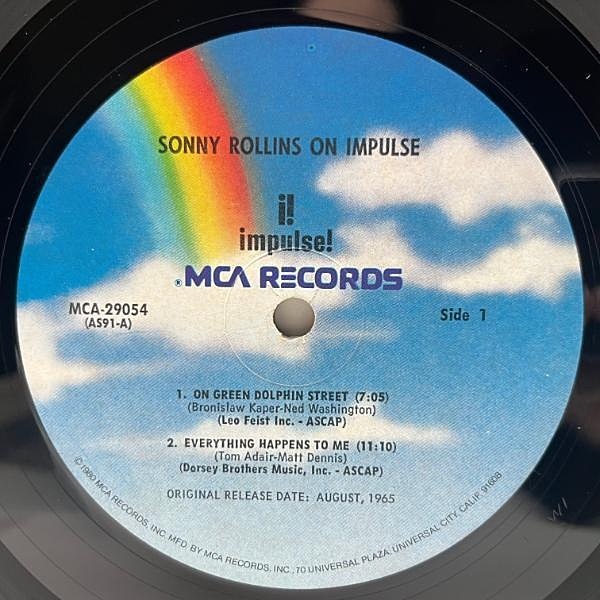 SONNY ROLLINS ON IMPULSE
i!
impulse!
®MCA RECORDS
MCA-29054
(AS91-A)
Side 1
1. ON GREEN DOLPHIN STREET (7:05)
(Bronislaw Kaper-Ned Washington)
(Leo Feist Inc. - ASCAP)
2. EVERYTHING HAPPENS TO ME (11:10)
(Tom Adair-Matt Dennis)
(Dorsey Brothers Music, Inc. - ASCAP)
ORIGINAL RELEASE DATE: AUGUST, 1965
©1980 MCA RECORDS, INC. MFD. BY MCA RECORDS, INC., 70 UNIVERSAL PLAZA, UNIVERSAL CITY, CALIF. 91608